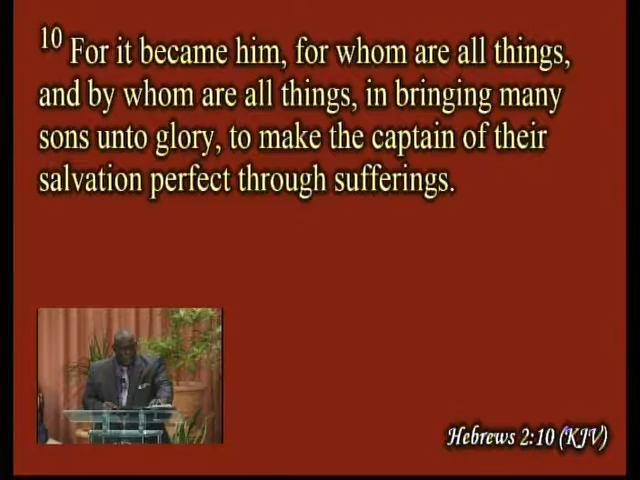 10 For it became him, for whom are all things,
and by whom are all things, in bringing many
sons unto glory, to make the captain of their
salvation perfect through sufferings.
Hebrews 2:10 (KJV)